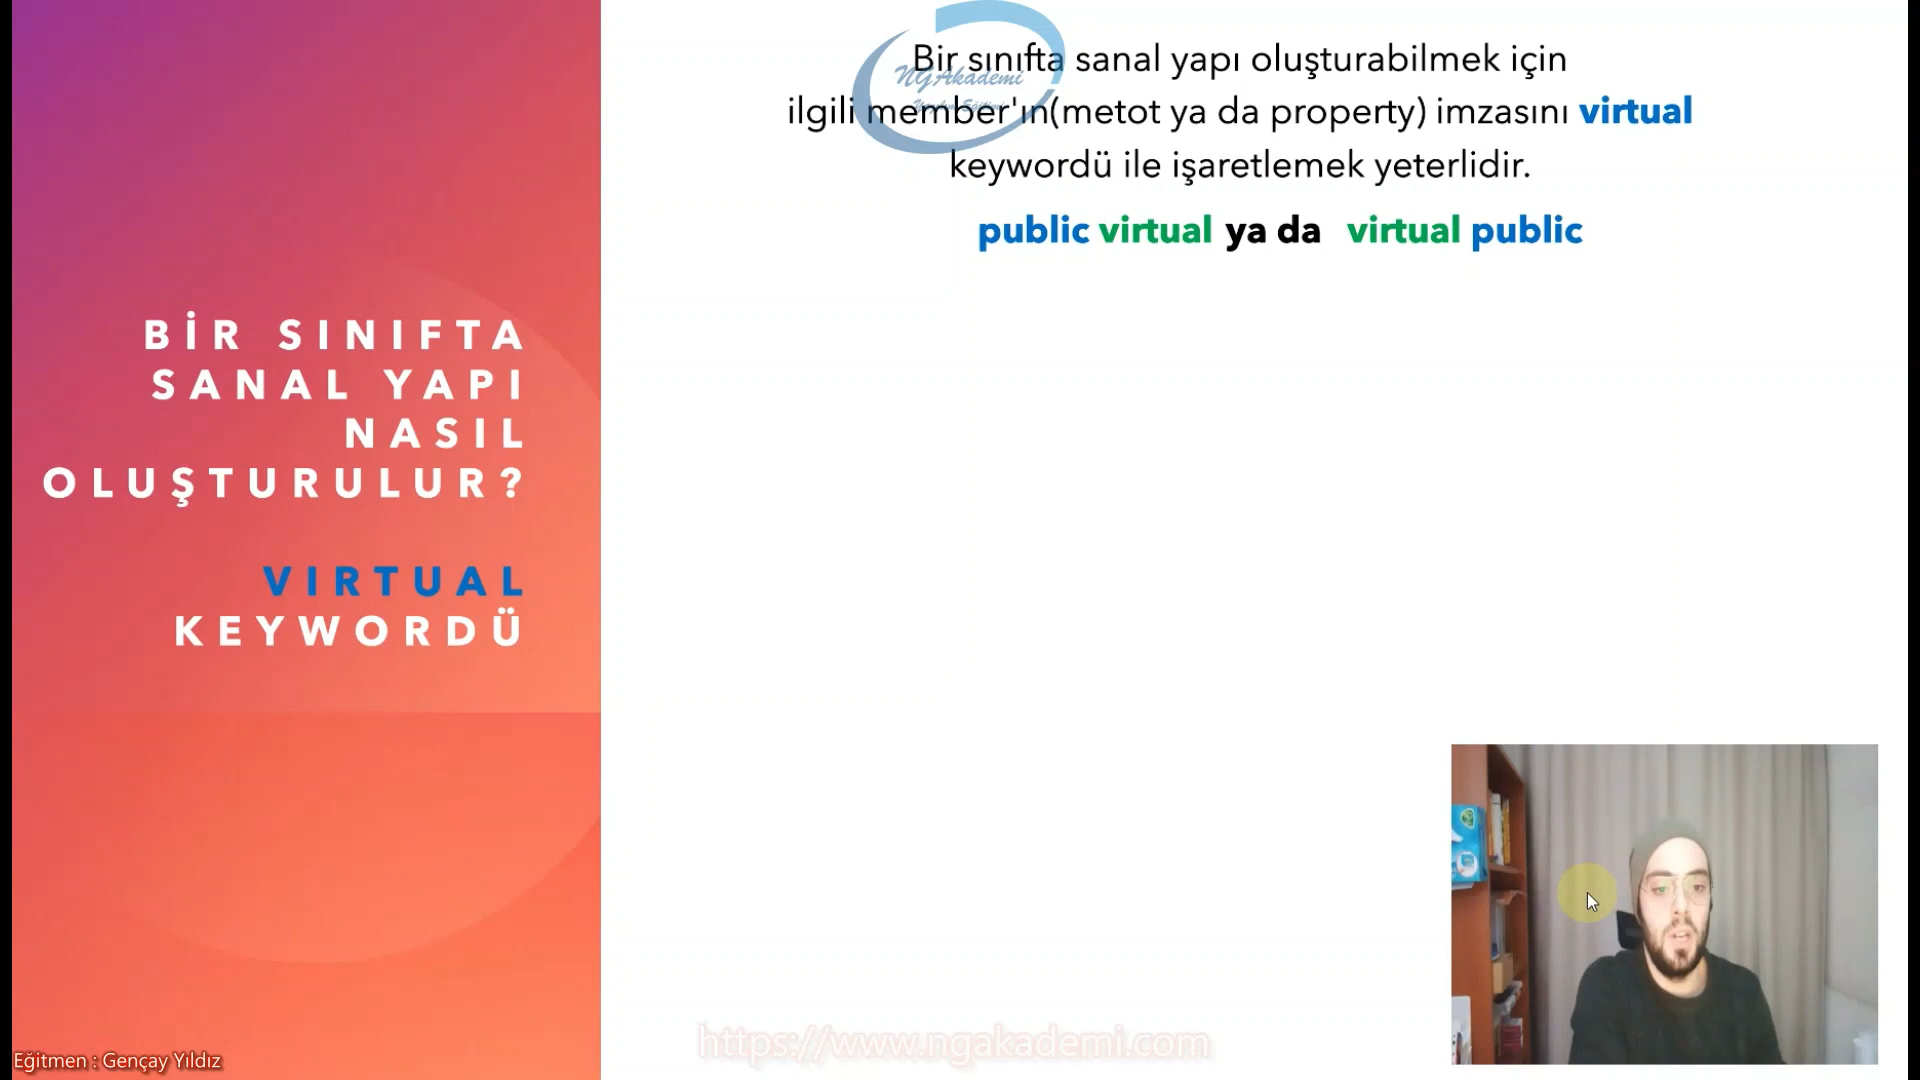 BİR SINIFTA
SANAL YAPI
NASIL
OLUŞTURULUR?
VIRTUAL
KEYWORDÜ
Bir sınıfta sanal yapı oluşturabilmek için
ilgili member'ın(metot ya da property) imzasını virtual
keywordü ile işaretlemek yeterlidir.
public virtual ya da virtual public
NGAkademi
Yazılım Eğitimi
https://www.ngakademi.com
Eğitmen : Gençay Yıldız